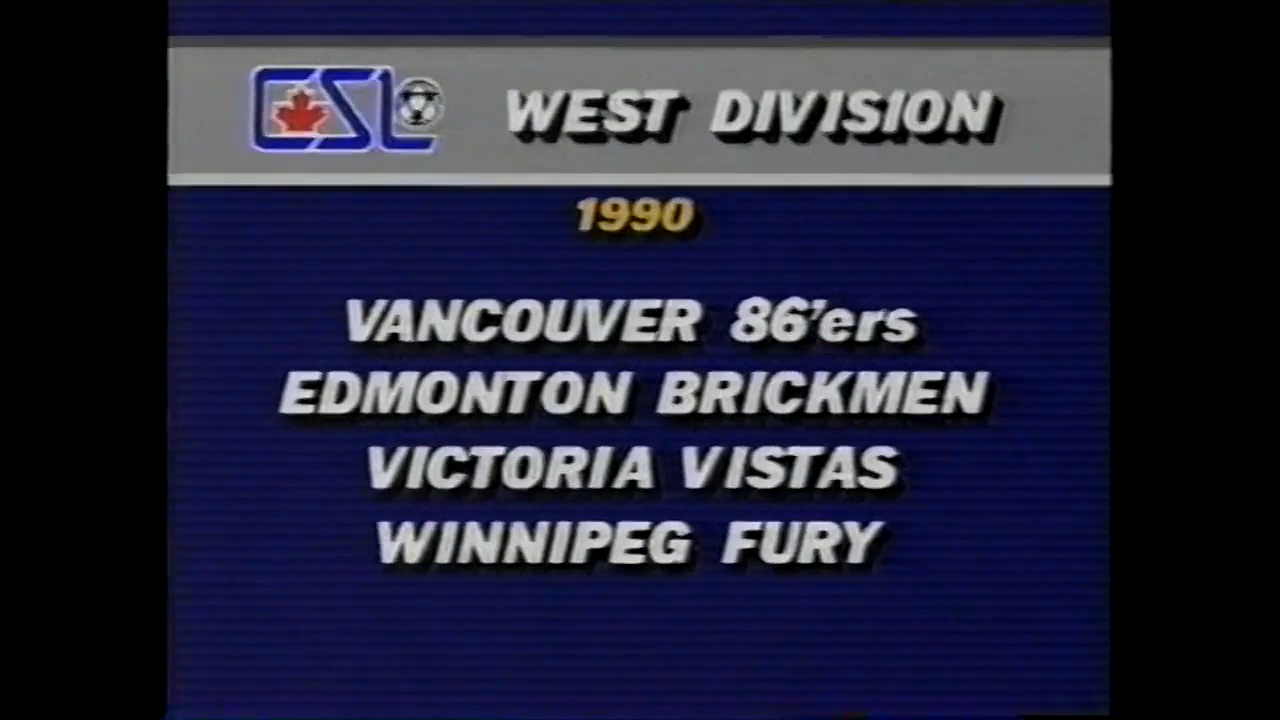 CSL WEST DIVISION
1990
VANCOUVER 86'ers
EDMONTON BRICKMEN
VICTORIA VISTAS
WINNIPEG FURY